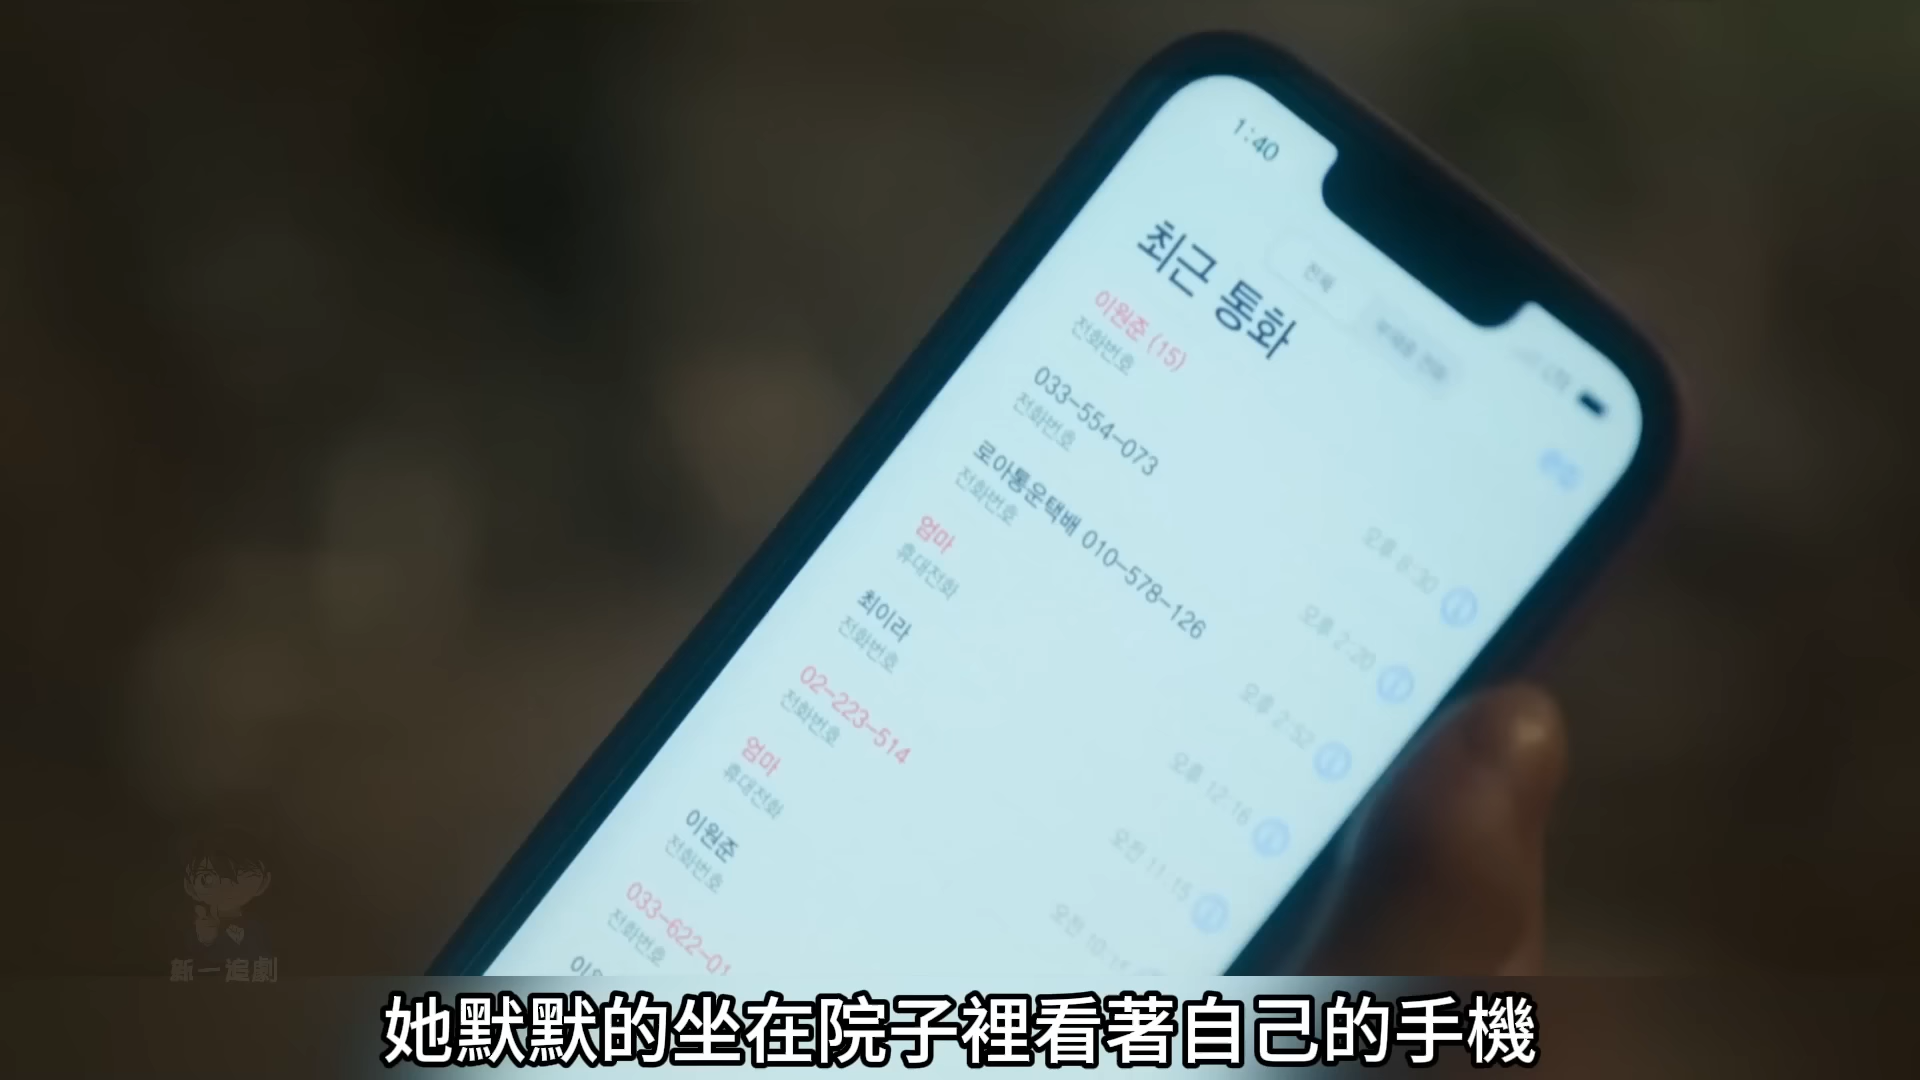 1:40
최근 통화
전체
이원준 (15)
전화번호
오후 8:30
033-554-073
전화번호
오후 2:20
로아통운택배 010-578-126
전화번호
오후 2:52
엄마
휴대전화
오후 12:16
최이라
전화번호
오전 11:15
02-223-514
전화번호
엄마
휴대전화
이원준
전화번호
033-622-01
전화번호
新一追劇
她默默的坐在院子裡看著自己的手機